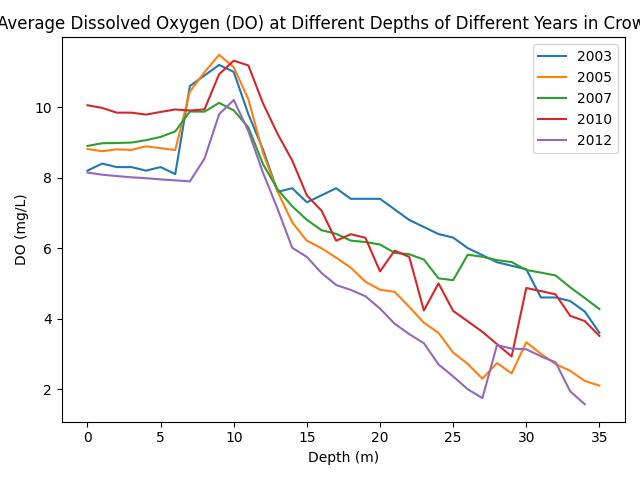 Average Dissolved Oxygen (DO) at Different Depths of Different Years in
2003
2005
2007
2010
2012
10
8
6
4
2
DO (mg/L)
0 5 10 15 20 25 30 35
Depth (m)